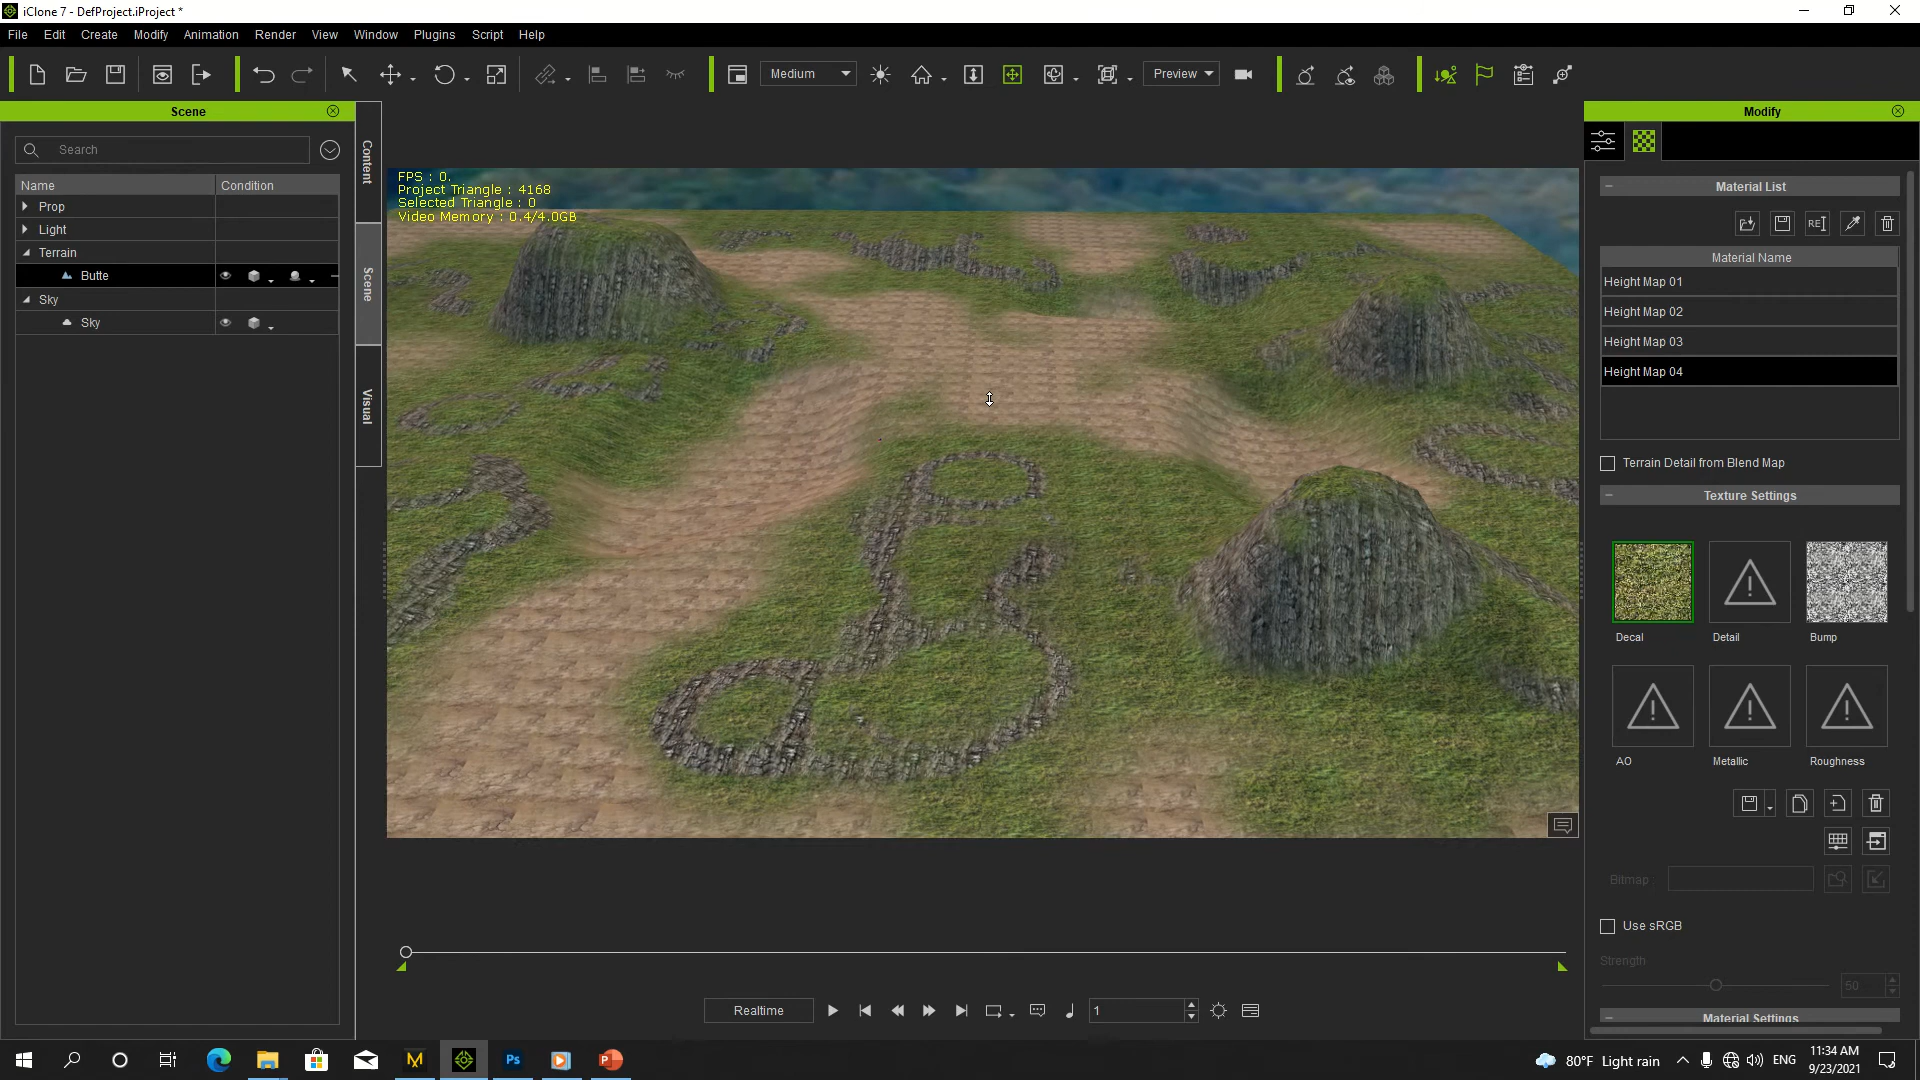 iClone 7 - DefProject.iProject *
File Edit Create Modify Animation Render View Window Plugins Script Help
Medium
Preview
Scene
Search
Name Condition
Prop
Light
Terrain
Butte
Sky
Sky
Content
Scene
Visual
FPS : 0.
Project Triangle : 4168
Selected Triangle : 0
Video Memory : 0.4/4.0GB
Modify
Material List
RE
Material Name
Height Map 01
Height Map 02
Height Map 03
Height Map 04
Terrain Detail from Blend Map
Texture Settings
Decal Detail Bump
AO Metallic Roughness
Bitmap
Use sRGB
Strength
50
Material Settings
Realtime
1
Ps
80°F Light rain
ENG
11:34 AM
9/23/2021